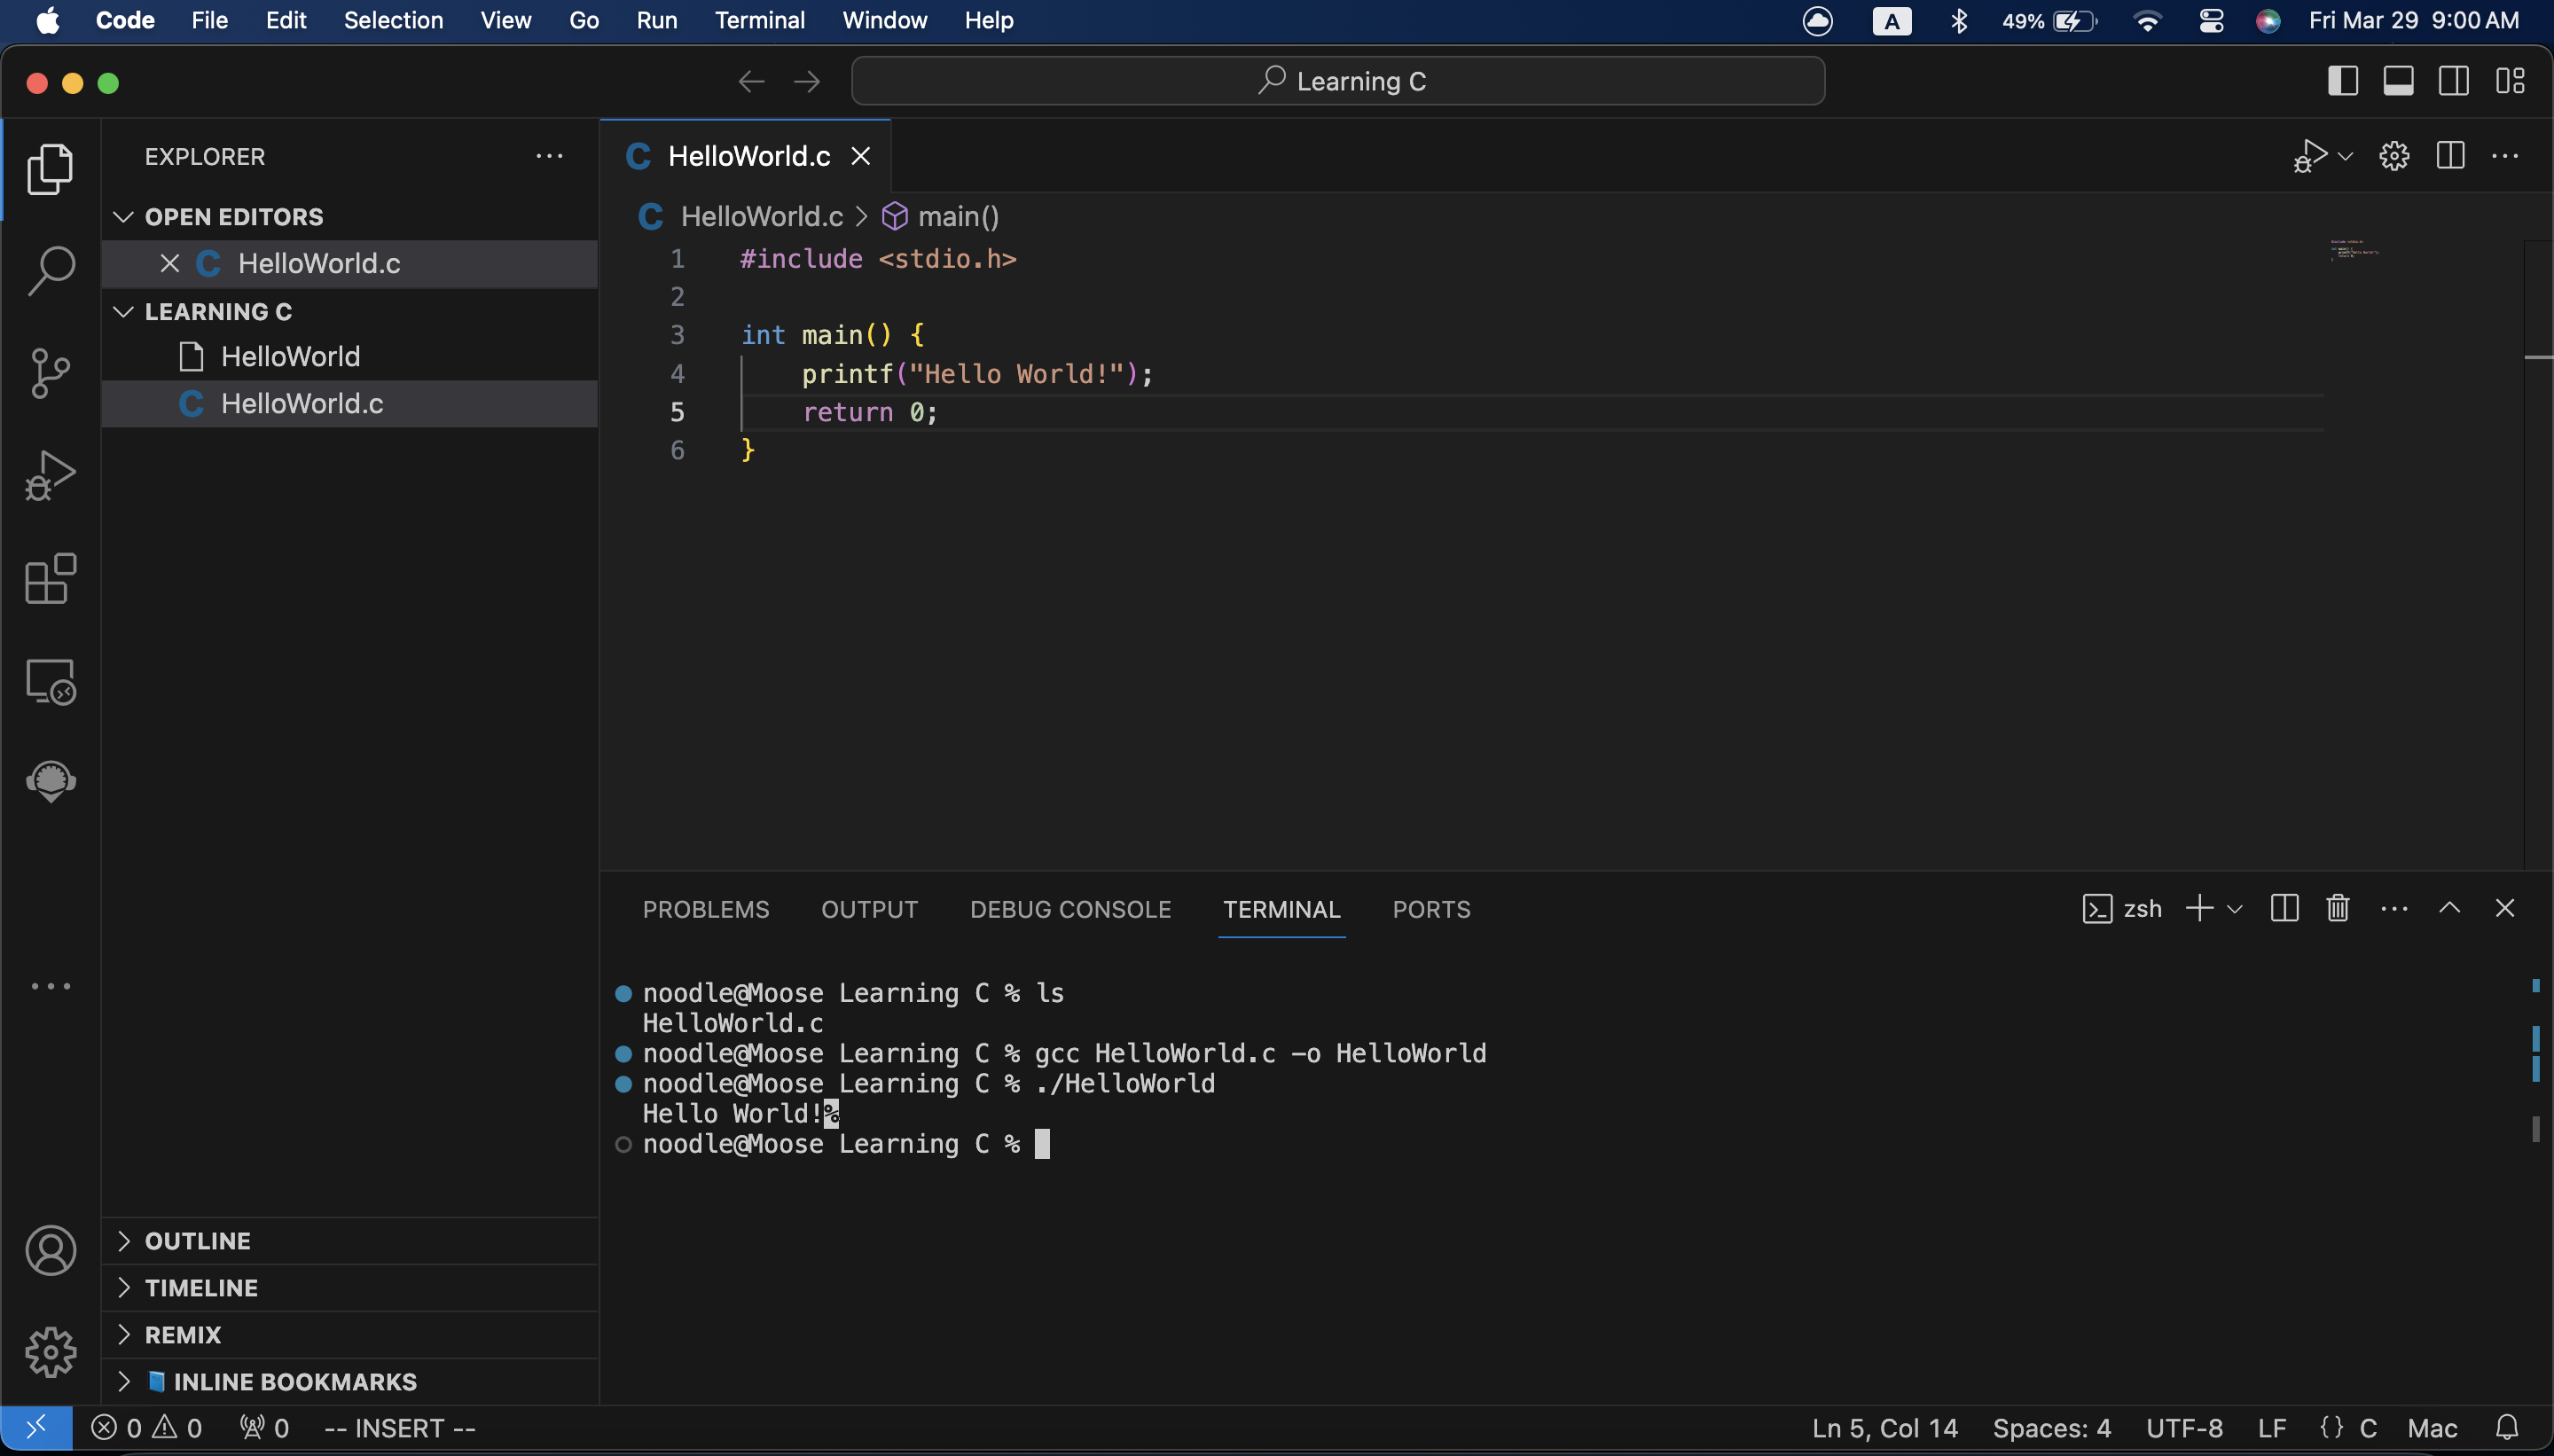 Code File Edit Selection View Go Run Terminal Window Help A 49% Fri Mar 29 9:00 AM
Learning C
EXPLORER
OPEN EDITORS
HelloWorld.c
LEARNING C
HelloWorld
HelloWorld.c
OUTLINE
TIMELINE
REMIX
INLINE BOOKMARKS
HelloWorld.c
HelloWorld.c > main()
1 #include <stdio.h>
2
3 int main() {
4 printf("Hello World!");
5 return 0;
6 }
PROBLEMS OUTPUT DEBUG CONSOLE TERMINAL PORTS zsh
noodle@Moose Learning C % ls
HelloWorld.c
noodle@Moose Learning C % gcc HelloWorld.c -o HelloWorld
noodle@Moose Learning C % ./HelloWorld
Hello World!%
noodle@Moose Learning C %
0 0 0 -- INSERT -- Ln 5, Col 14 Spaces: 4 UTF-8 LF {} C Mac